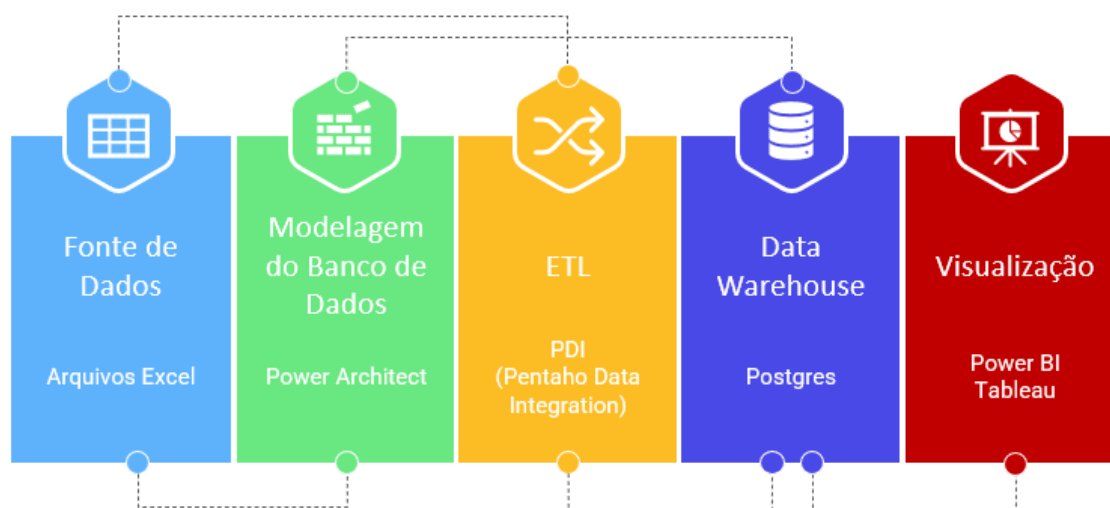 Fonte de
Dados
Arquivos Excel
Modelagem
do Banco de
Dados
Power Architect
ETL
PDI
(Pentaho Data
Integration)
Data
Warehouse
Postgres
Visualização
Power BI
Tableau